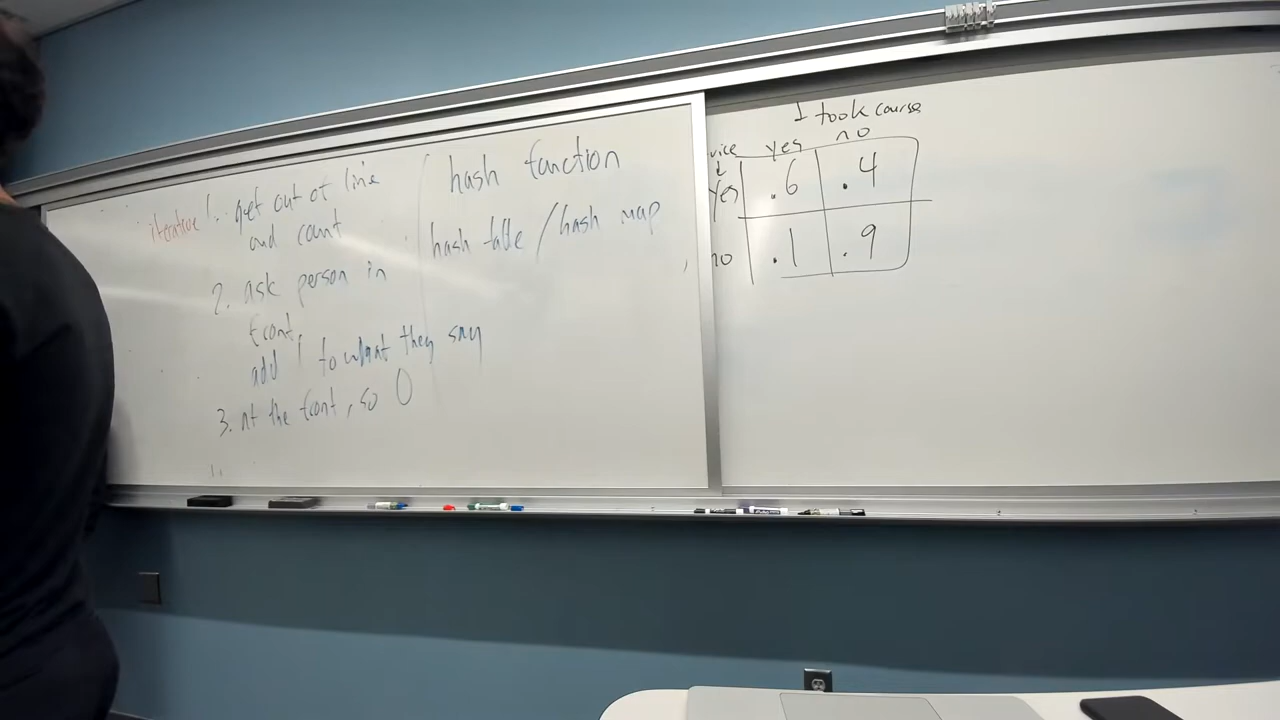 iterative 1. get out of line
and count
2. ask person in
front,
add 1 to what they say
3. At the front, so 0
hash function
hash table / hash map
I took course
yes no
yes .6 .4
no .1 .9